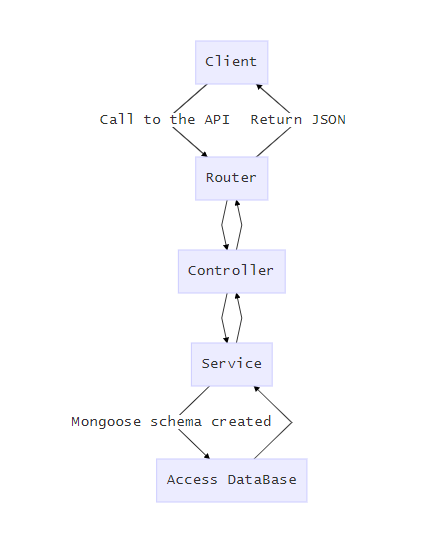 Client
Call to the API
Return JSON
Router
Controller
Service
Mongoose schema created
Access DataBase